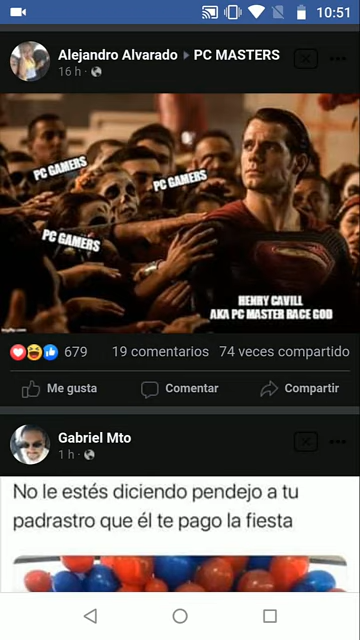 10:51
Alejandro Alvarado ▸ PC MASTERS
16 h ·
PC GAMERS
PC GAMERS
PC GAMERS
HENRY CAVILL
AKA PC MASTER RACE GOD
imgflip.com
679 19 comentarios 74 veces compartido
Me gusta Comentar Compartir
Gabriel Mto
1 h ·
No le estés diciendo pendejo a tu
padrastro que él te pago la fiesta